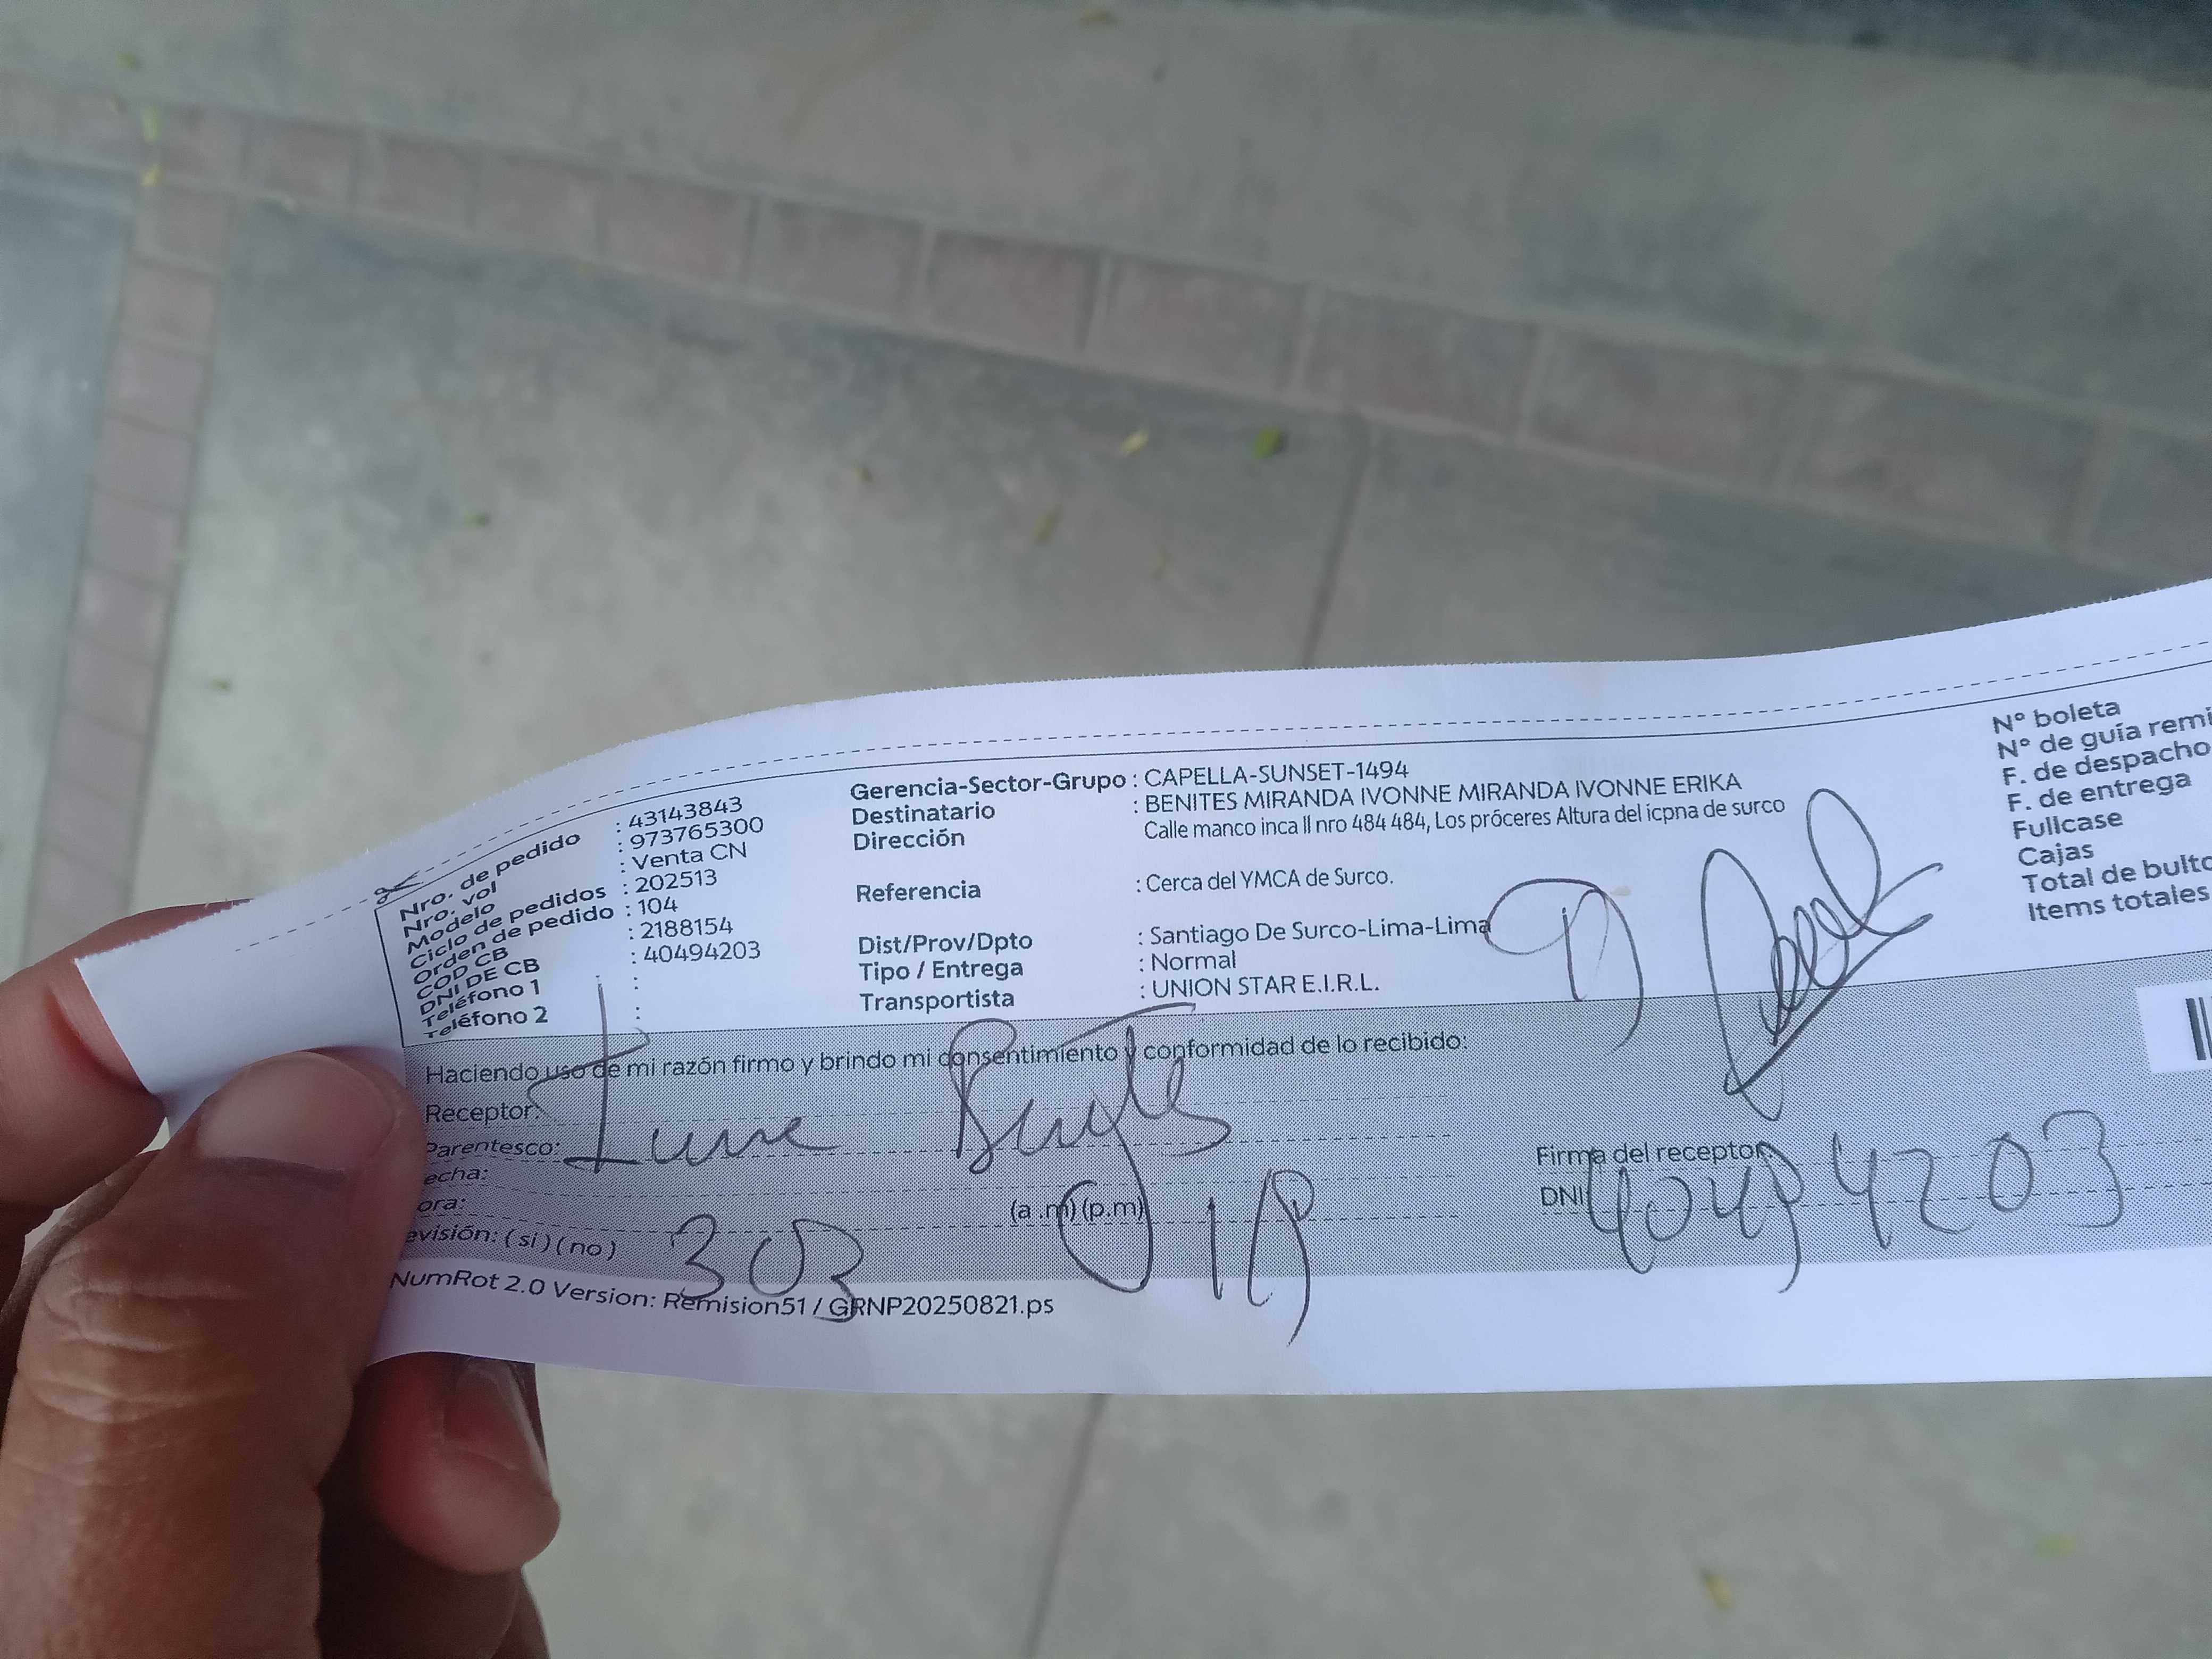 Nro. de pedido : 43143843
Nro. vol : 973765300
Modelo : Venta CN
Ciclo de pedidos : 202513
Orden de pedido : 104
COD CB : 2188154
DNI DE CB : 40494203
Teléfono 1 :
Teléfono 2 :
Gerencia-Sector-Grupo : CAPELLA-SUNSET-1494
Destinatario : BENITES MIRANDA IVONNE MIRANDA IVONNE ERIKA
Dirección Calle manco inca II nro 484 484, Los próceres Altura del icpna de surco
Referencia : Cerca del YMCA de Surco.
Dist/Prov/Dpto : Santiago De Surco-Lima-Lima
Tipo / Entrega : Normal
Transportista : UNION STAR E.I.R.L.
N° boleta
N° de guía remi
F. de despacho
F. de entrega
Fullcase
Cajas
Total de bulto
Items totales
Haciendo uso de mi razón firmo y brindo mi consentimiento y conformidad de lo recibido:
Receptor:
Parentesco:
echa:
ora: (a.m) (p.m)
evisión: (si) (no) 303
Firma del receptor
DNI 40494203
NumRot 2.0 Version: Remision51 / GRNP20250821.ps